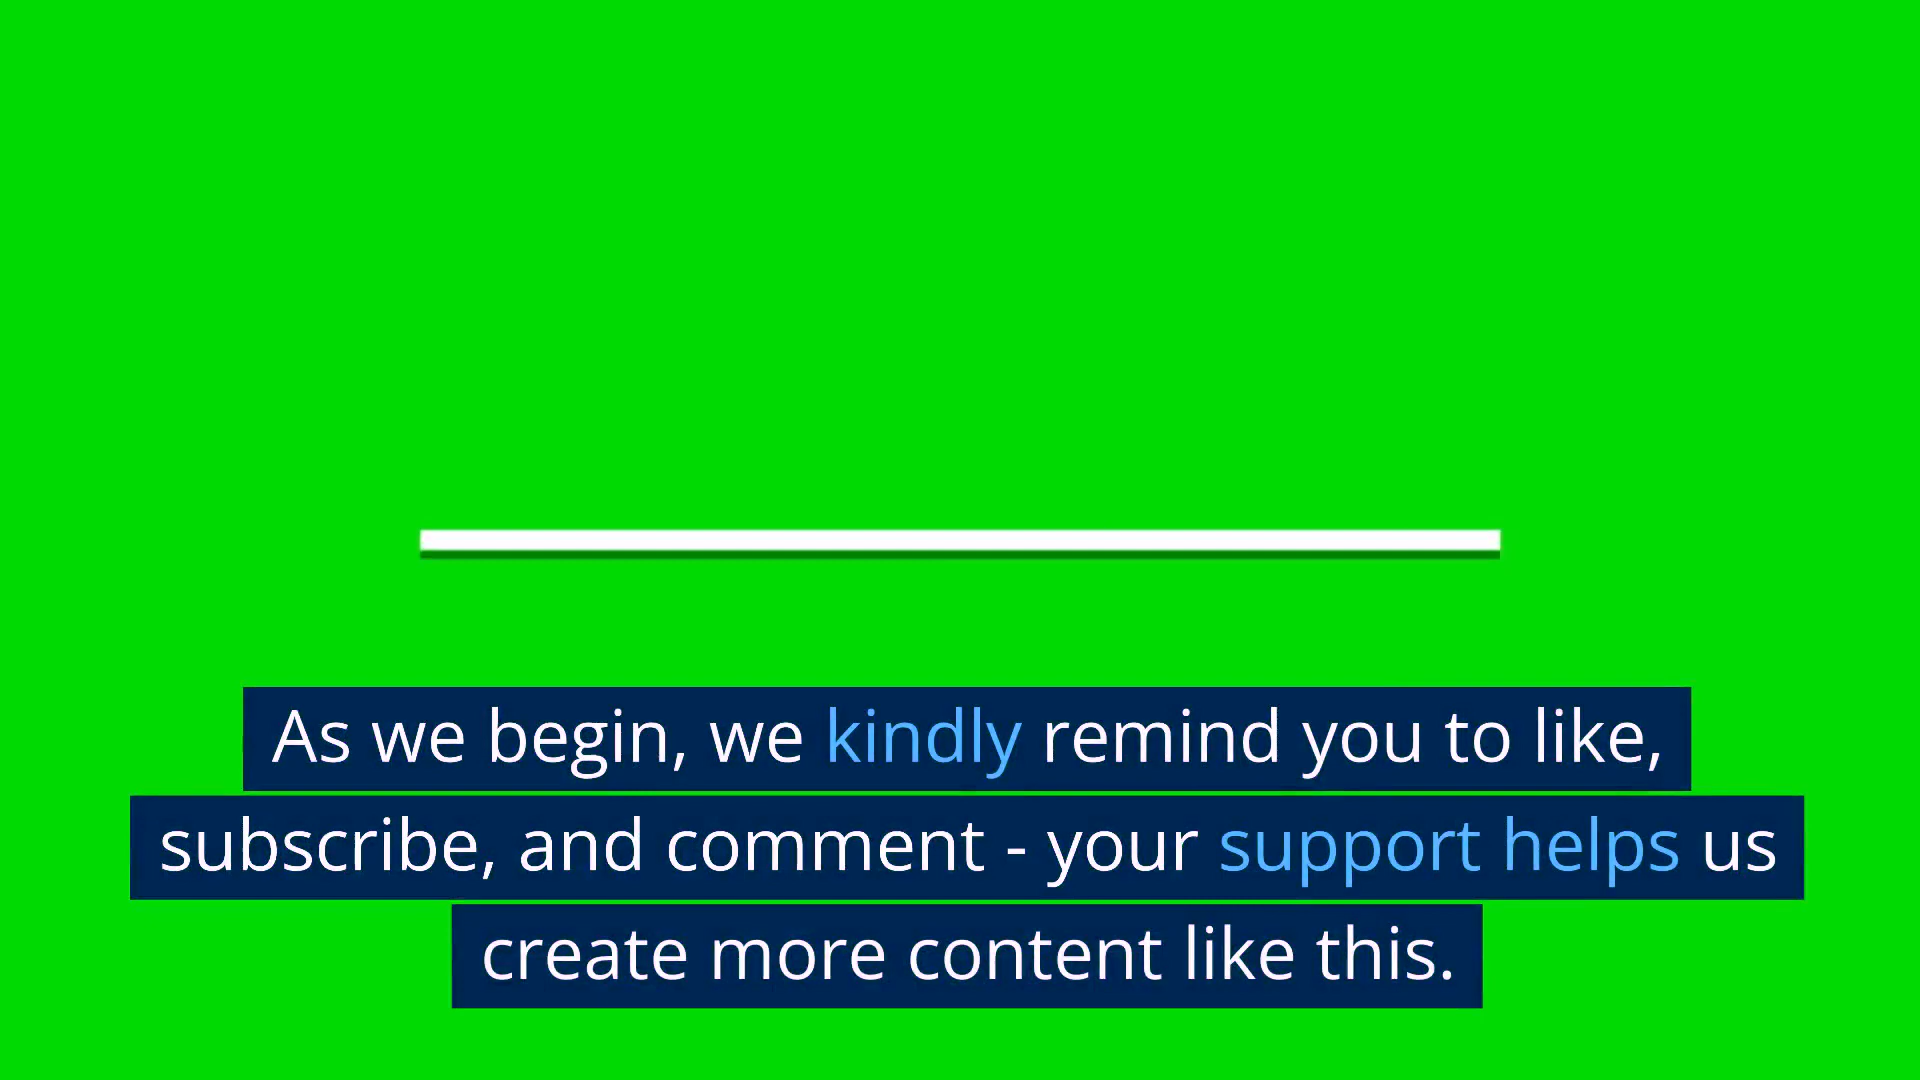 As we begin, we kindly remind you to like,
subscribe, and comment - your support helps us
create more content like this.